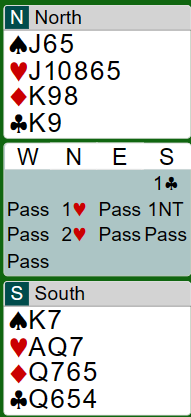 N North
♠J65
♥J10865
♦K98
♣K9
W N E S
1♣
Pass 1♥ Pass 1NT
Pass 2♥ Pass Pass
Pass
S South
♠K7
♥AQ7
♦Q765
♣Q654